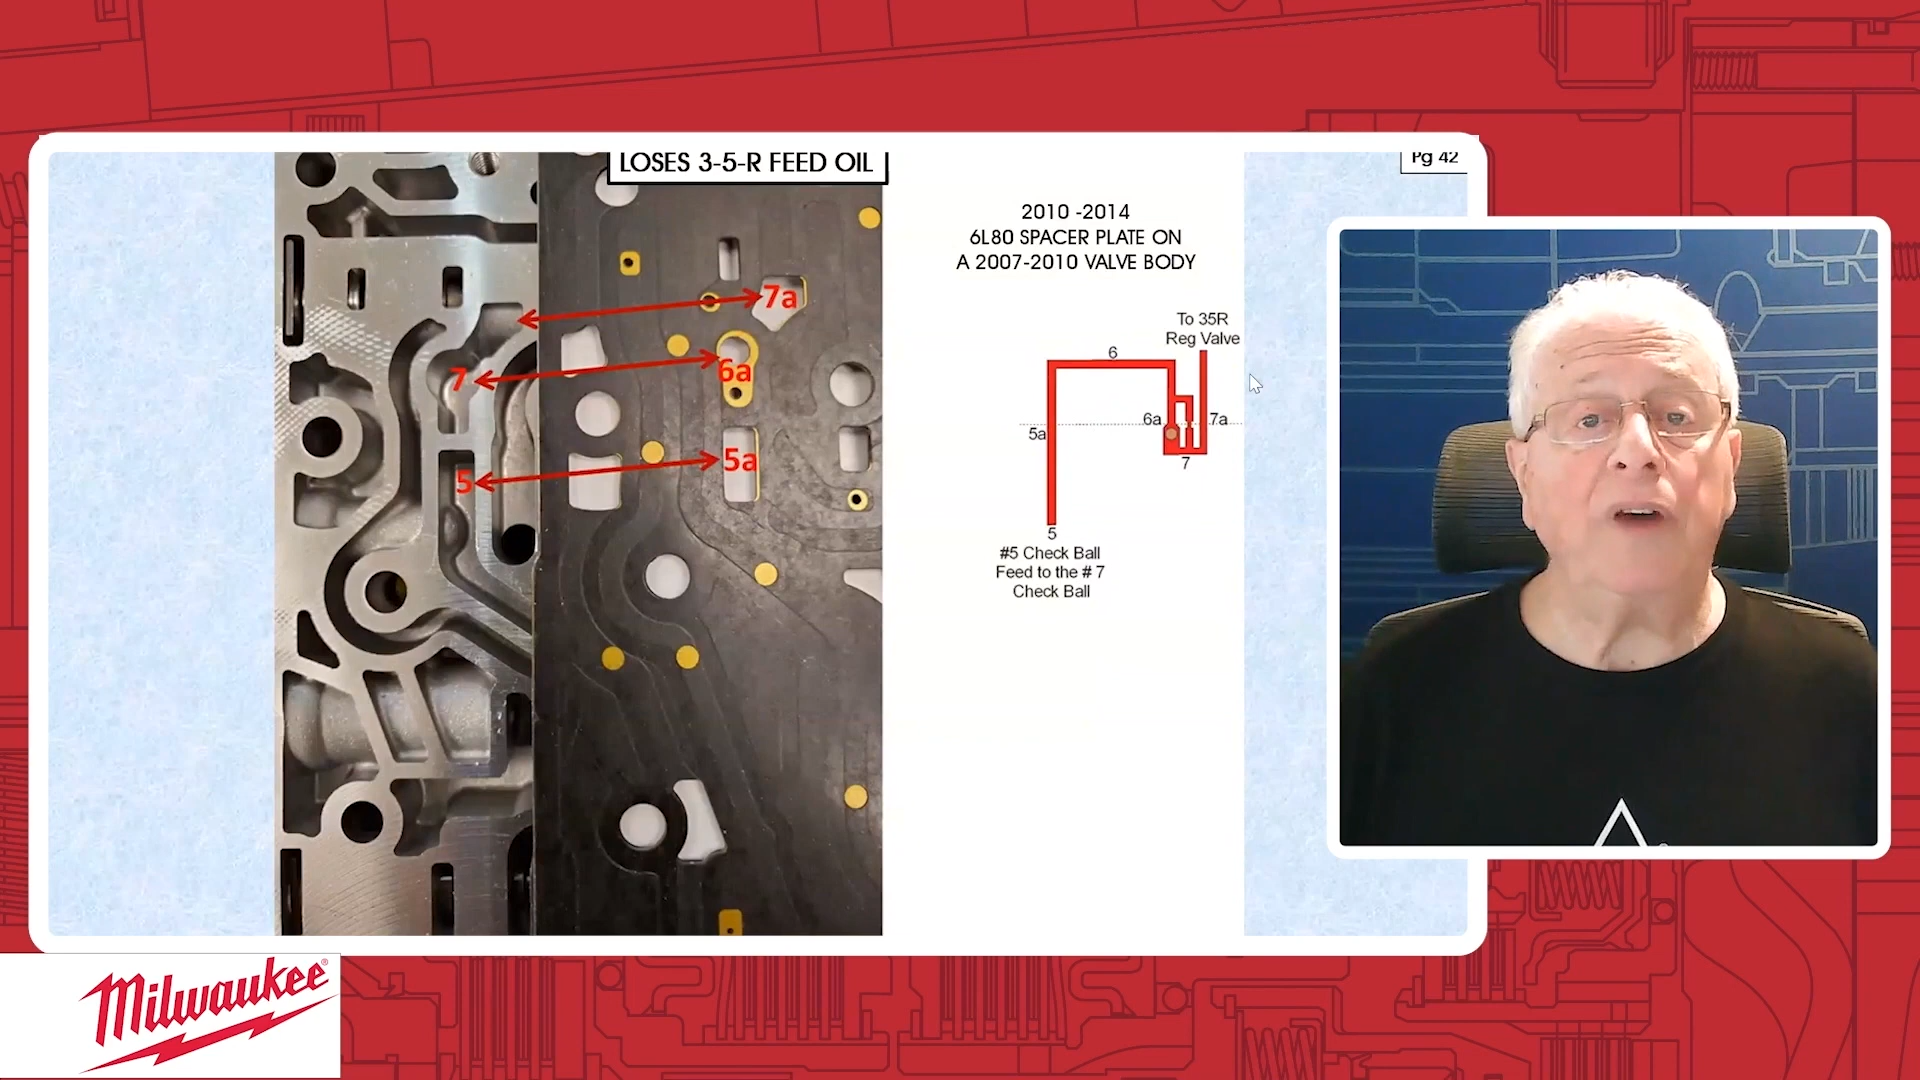 LOSES 3-5-R FEED OIL
Pg 42
2010 -2014
6L80 SPACER PLATE ON
A 2007-2010 VALVE BODY
7a
7
6a
5
5a
To 35R
Reg Valve
6
6a
7a
5a
7
5
#5 Check Ball
Feed to the # 7
Check Ball
Milwaukee®